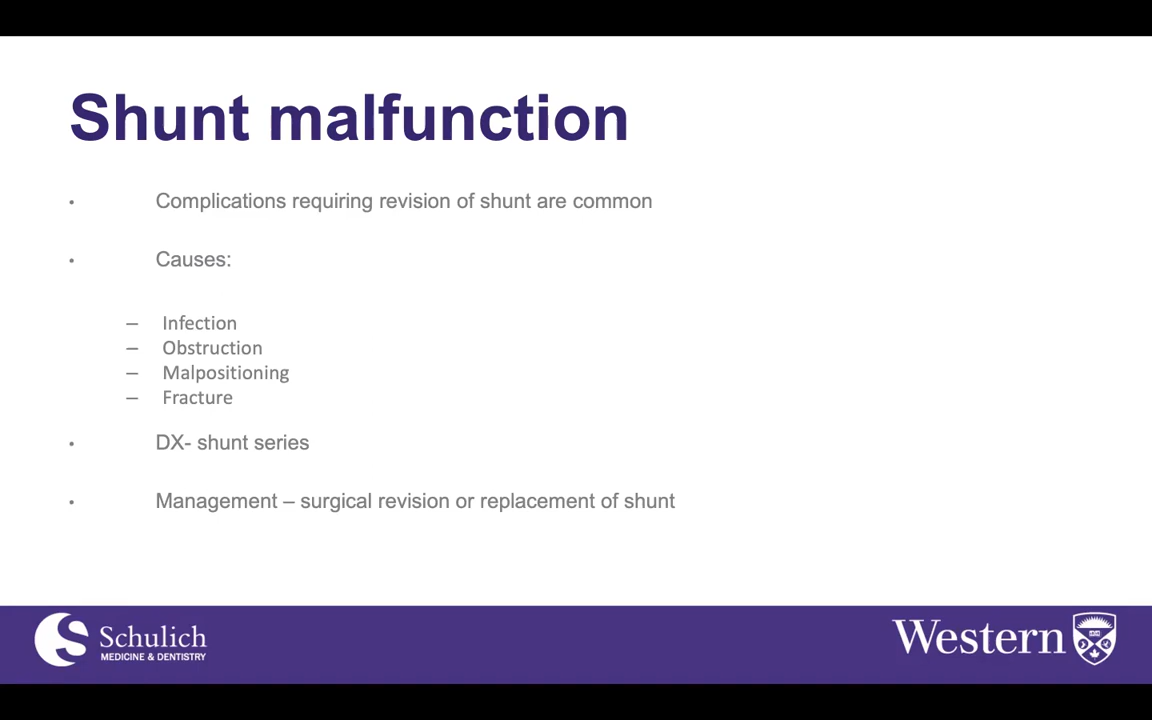 Shunt malfunction
• Complications requiring revision of shunt are common
• Causes:
– Infection
– Obstruction
– Malpositioning
– Fracture
• DX- shunt series
• Management – surgical revision or replacement of shunt
Schulich
MEDICINE & DENTISTRY
Western